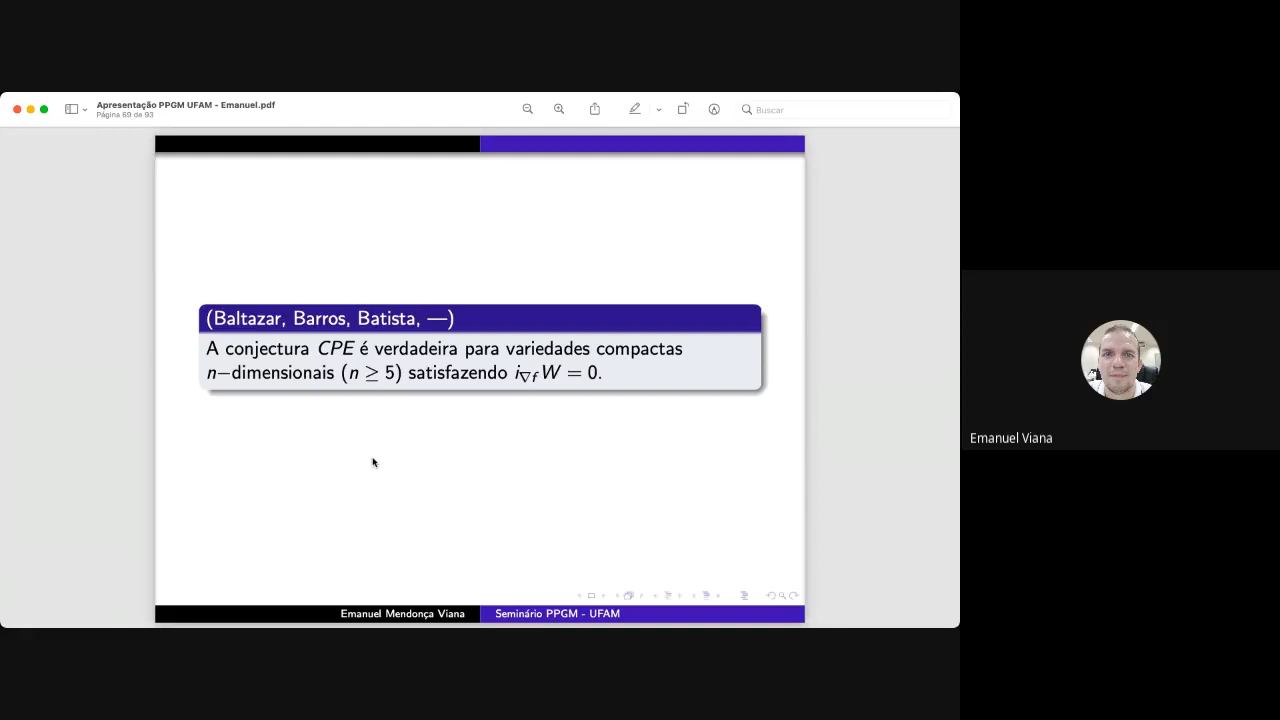 Apresentação PPGM UFAM - Emanuel.pdf
Página 69 de 93
Buscar
(Baltazar, Barros, Batista, —)
A conjectura CPE é verdadeira para variedades compactas
n−dimensionais (n ≥ 5) satisfazendo i∇f W = 0.
Emanuel Viana
Emanuel Mendonça Viana
Seminário PPGM - UFAM